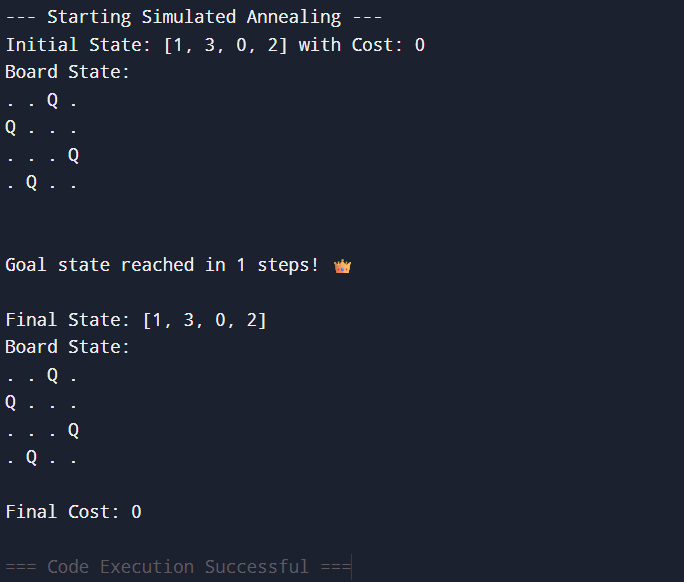 --- Starting Simulated Annealing ---
Initial State: [1, 3, 0, 2] with Cost: 0
Board State:
. . Q .
Q . . .
. . . Q
. Q . .
Goal state reached in 1 steps! 👑
Final State: [1, 3, 0, 2]
Board State:
. . Q .
Q . . .
. . . Q
. Q . .
Final Cost: 0
=== Code Execution Successful ===